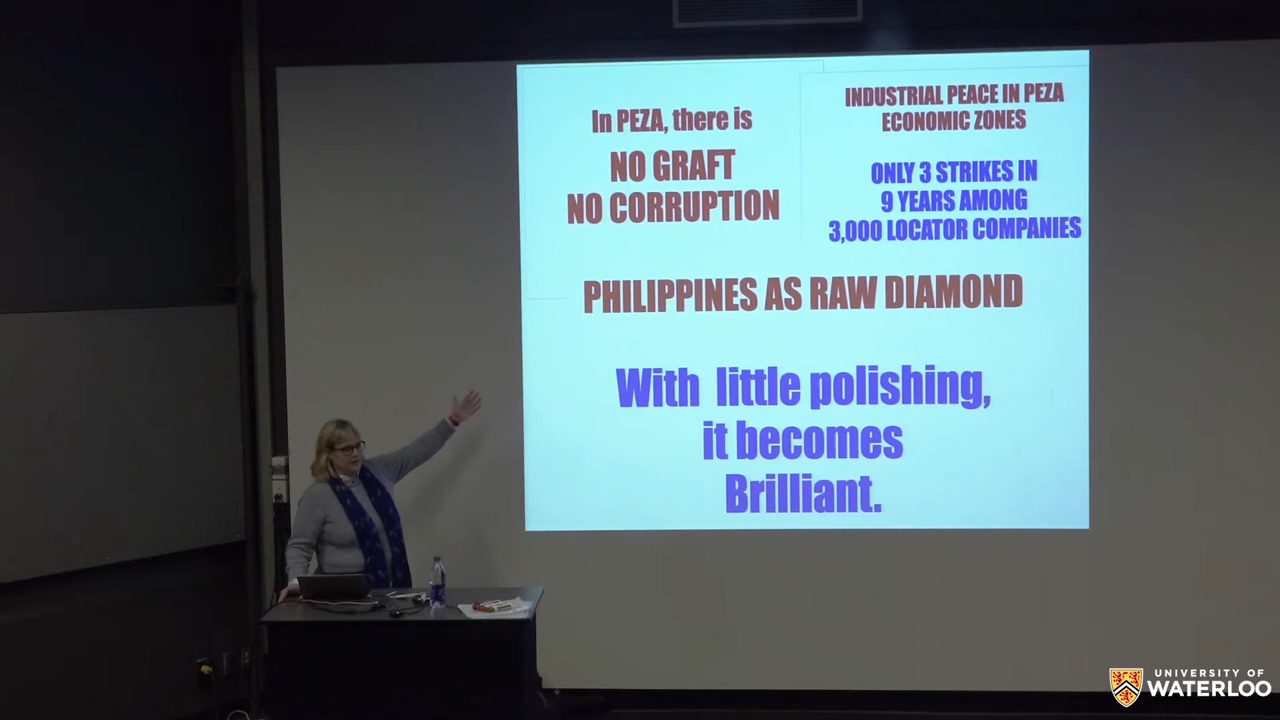 In PEZA, there is
NO GRAFT
NO CORRUPTION
INDUSTRIAL PEACE IN PEZA
ECONOMIC ZONES
ONLY 3 STRIKES IN
9 YEARS AMONG
3,000 LOCATOR COMPANIES
PHILIPPINES AS RAW DIAMOND
With little polishing,
it becomes
Brilliant.
UNIVERSITY OF
WATERLOO